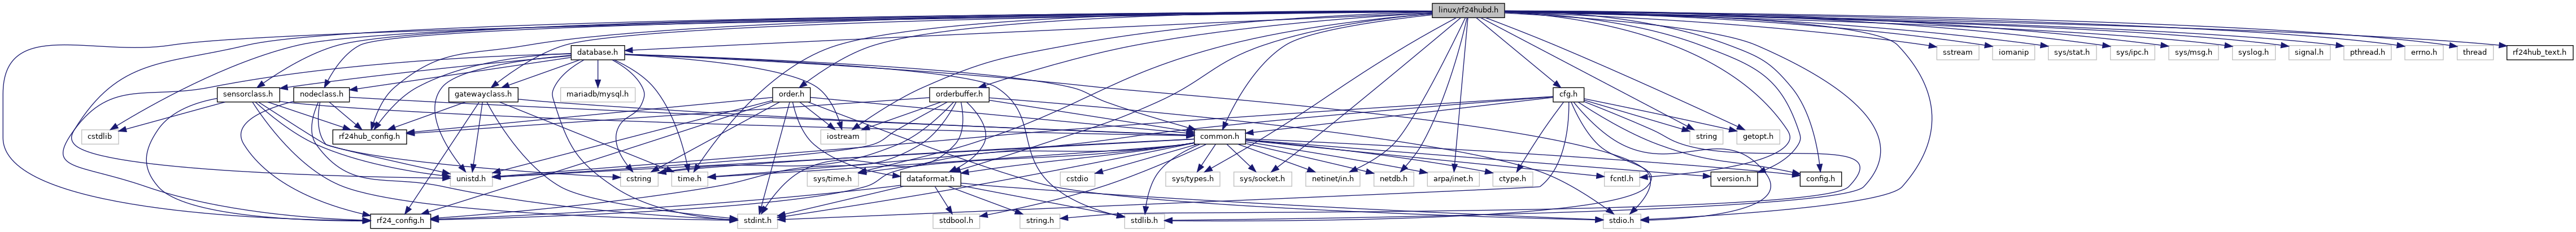 linux/rf24hubd.h
database.h
sstream
iomanip
sys/stat.h
sys/ipc.h
sys/msg.h
syslog.h
signal.h
pthread.h
errno.h
thread
rf24hub_text.h
sensorclass.h
nodeclass.h
gatewayclass.h
mariadb/mysql.h
order.h
orderbuffer.h
cfg.h
cstdlib
rf24hub_config.h
iostream
common.h
string
getopt.h
unistd.h
cstring
time.h
sys/time.h
dataformat.h
cstdio
sys/types.h
sys/socket.h
netinet/in.h
netdb.h
arpa/inet.h
ctype.h
fcntl.h
version.h
config.h
rf24_config.h
stdint.h
stdbool.h
string.h
stdlib.h
stdio.h